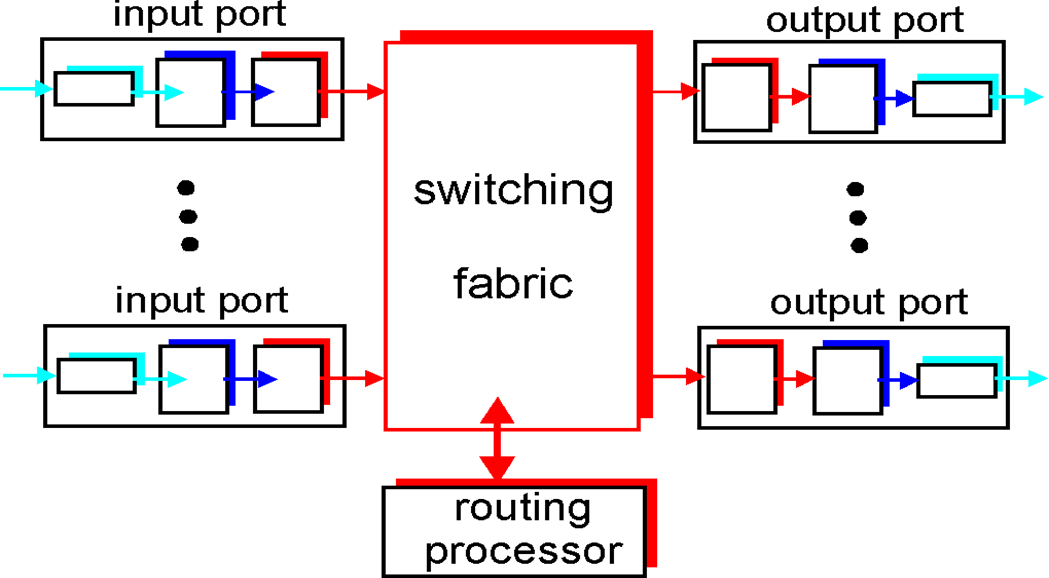 input port
output port
switching
fabric
input port
output port
routing
processor